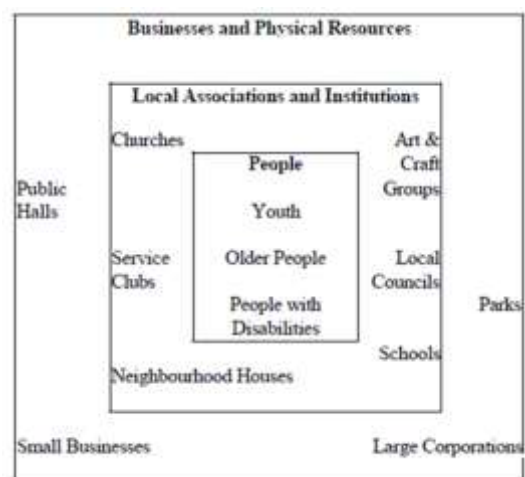 Businesses and Physical Resources
Local Associations and Institutions
Churches
Art &
Craft
Groups
People
Public
Halls
Youth
Service
Clubs
Older People
Local
Councils
People with
Disabilities
Parks
Schools
Neighbourhood Houses
Small Businesses
Large Corporations